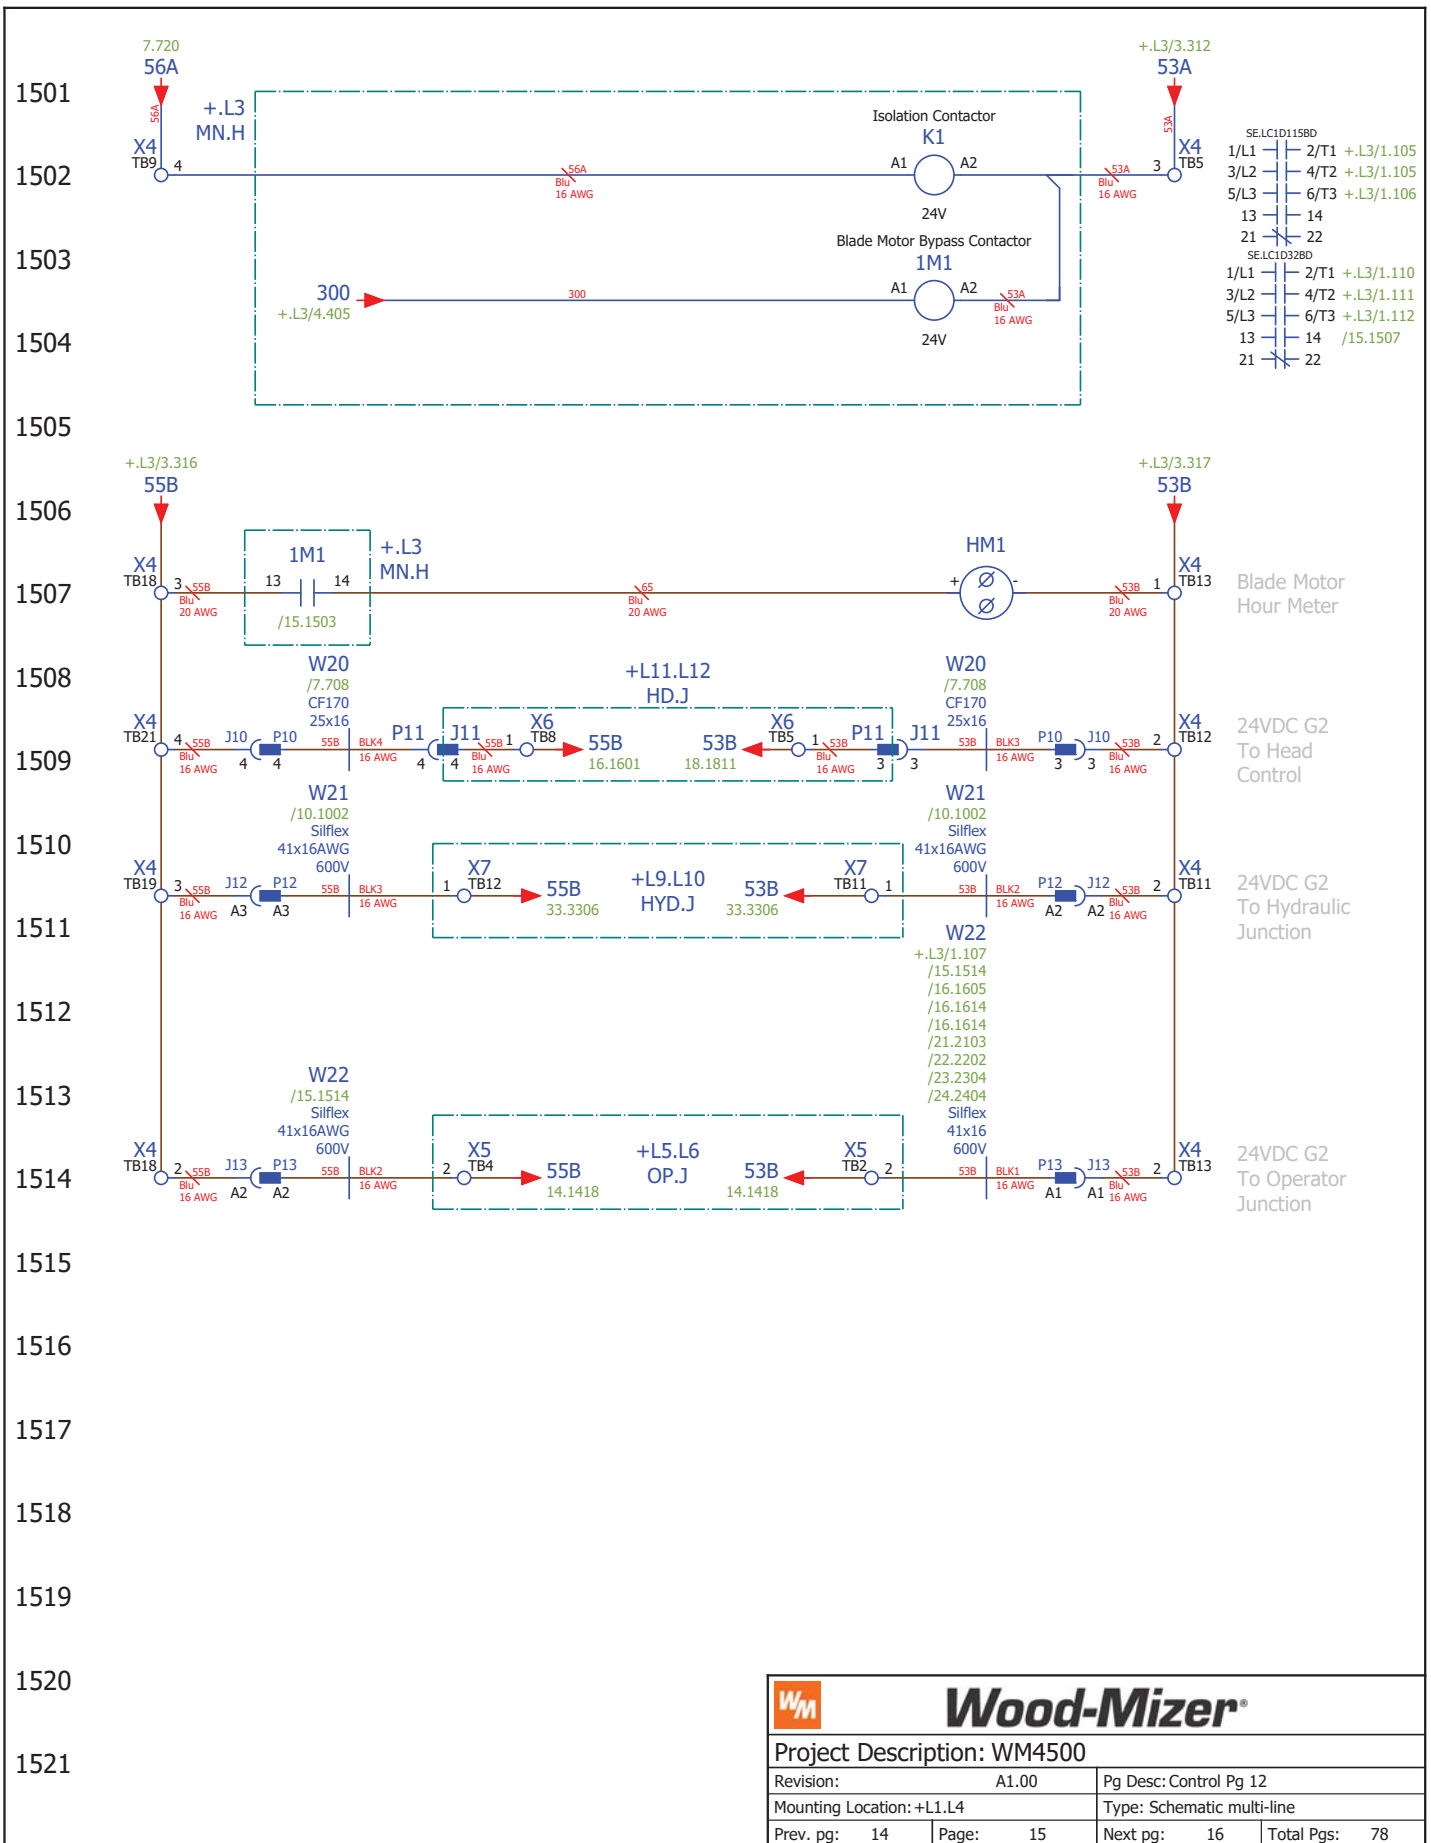 7.720
56A
+.L3/3.312
53A
1501
56A
+.L3
MN.H
Isolation Contactor
K1
53A
SE.LC1D115BD
X4
TB9 4
A1 A2
3 X4
TB5
1/L1 2/T1 +.L3/1.105
3/L2 4/T2 +.L3/1.105
5/L3 6/T3 +.L3/1.106
13 14
21 22
1502
56A
Blu
16 AWG
24V
53A
Blu
16 AWG
Blade Motor Bypass Contactor
1M1
SE.LC1D32BD
1/L1 2/T1 +.L3/1.110
3/L2 4/T2 +.L3/1.111
5/L3 6/T3 +.L3/1.112
13 14 /15.1507
21 22
1503
300
+.L3/4.405
300
A1 A2
53A
Blu
16 AWG
24V
1504
1505
+.L3/3.316
55B
+.L3/3.317
53B
1506
X4
TB18 3
55B
Blu
20 AWG
1M1
13 14
/15.1503
+.L3
MN.H
65
Blu
20 AWG
HM1
+ -
53B
Blu
20 AWG
1 X4
TB13
Blade Motor
Hour Meter
1507
1508
W20
/7.708
CF170
25x16
+L11.L12
HD.J
W20
/7.708
CF170
25x16
X4
TB21 4
55B
Blu
16 AWG
J10 P10
4 4
55B BLK4
16 AWG
P11 J11
4 4
55B
Blu
16 AWG
1 X6
TB8
55B
16.1601
53B
18.1811
X6
TB5 1
53B
Blu
16 AWG
P11 J11
3 3
53B BLK3
16 AWG
P10 J10
3 3
53B
Blu
16 AWG
2 X4
TB12
24VDC G2
To Head
Control
1509
W21
/10.1002
Silflex
41x16AWG
600V
W21
/10.1002
Silflex
41x16AWG
600V
1510
X4
TB19 3
55B
Blu
16 AWG
J12 P12
A3 A3
55B BLK3
16 AWG
1 X7
TB12
55B
33.3306
+L9.L10
HYD.J
53B
33.3306
X7
TB11 1
53B BLK2
16 AWG
P12 J12
A2 A2
53B
Blu
16 AWG
2 X4
TB11
24VDC G2
To Hydraulic
Junction
1511
W22
+.L3/1.107
/15.1514
/16.1605
/16.1614
/16.1614
/21.2103
/22.2202
/23.2304
/24.2404
Silflex
41x16
600V
1512
1513
W22
/15.1514
Silflex
41x16AWG
600V
X4
TB18 2
55B
Blu
16 AWG
J13 P13
A2 A2
55B BLK2
16 AWG
2 X5
TB4
55B
14.1418
+L5.L6
OP.J
53B
14.1418
X5
TB2 2
53B BLK1
16 AWG
P13 J13
A1 A1
53B
Blu
16 AWG
2 X4
TB13
24VDC G2
To Operator
Junction
1514
1515
1516
1517
1518
1519
1520
1521
WM
Wood-Mizer®
Project Description: WM4500
Revision: A1.00 Pg Desc: Control Pg 12
Mounting Location: +L1.L4 Type: Schematic multi-line
Prev. pg: 14 Page: 15 Next pg: 16 Total Pgs: 78